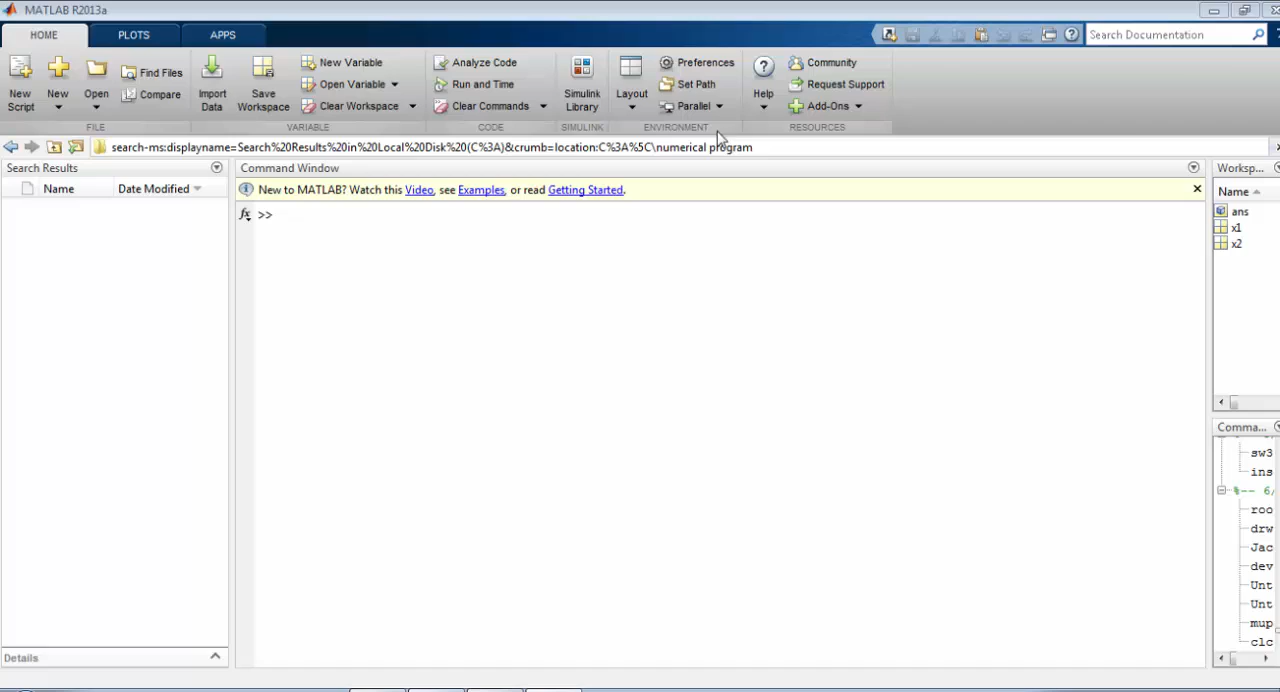 MATLAB R2013a
HOME PLOTS APPS
Search Documentation
New Script
New
Open
Find Files
Compare
Import Data
Save Workspace
New Variable
Open Variable
Clear Workspace
Analyze Code
Run and Time
Clear Commands
Simulink Library
Layout
Preferences
Set Path
Parallel
Help
Community
Request Support
Add-Ons
FILE VARIABLE CODE SIMULINK ENVIRONMENT RESOURCES
search-ms:displayname=Search%20Results%20in%20Local%20Disk%20(C%3A)&crumb=location:C%3A%5C\numerical program
Search Results
Name Date Modified
Details
Command Window
New to MATLAB? Watch this Video, see Examples, or read Getting Started.
fx >>
Worksp...
Name
ans
x1
x2
Comma...
sw3
ins
%-- 6/
roo
drw
Jac
dev
Unt
Unt
mup
clc